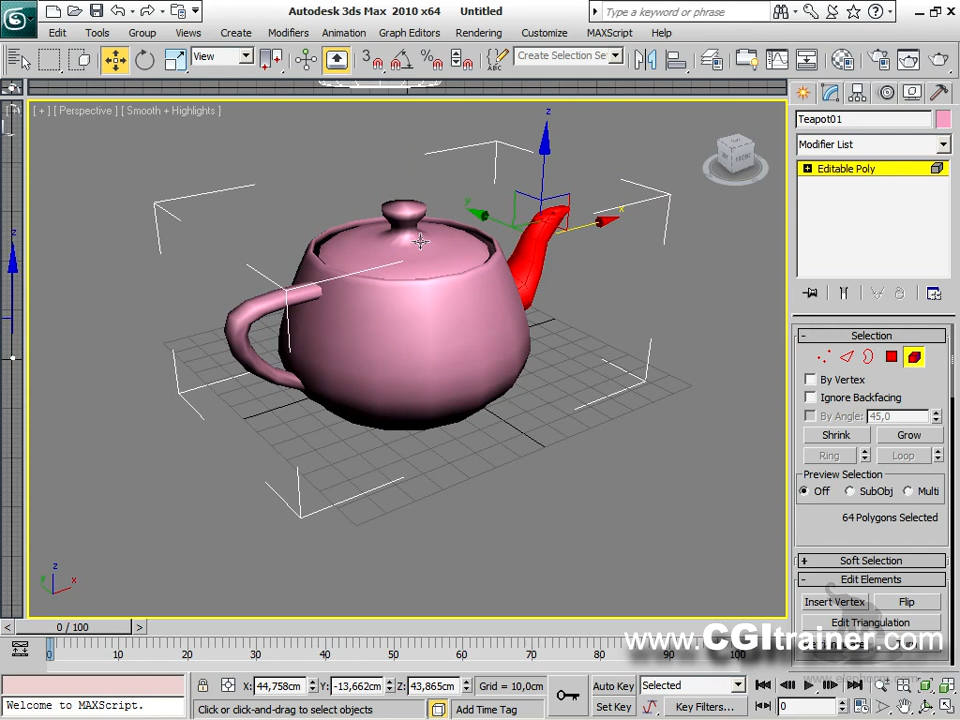 Autodesk 3ds Max 2010 x64 Untitled
Type a keyword or phrase
Edit Tools Group Views Create Modifiers Animation Graph Editors Rendering Customize MAXScript Help
View
3
Create Selection Se
[ + ] [ Perspective ] [ Smooth + Highlights ]
Teapot01
Modifier List
Editable Poly
FRONT
z
y
x
z
Selection
By Vertex
Ignore Backfacing
By Angle: 45,0
Shrink Grow
Ring Loop
Preview Selection
Off SubObj Multi
64 Polygons Selected
Soft Selection
Edit Elements
Insert Vertex Flip
Edit Triangulation
z
x
0 / 100
www.CGItrainer.com
0 10 20 30 40 50 60 70 80 90 100
X: 44,758cm Y: -13,662cm Z: 43,865cm Grid = 10,0cm
Auto Key Selected
Welcome to MAXScript.
Click or click-and-drag to select objects
Add Time Tag
Set Key Key Filters...
0